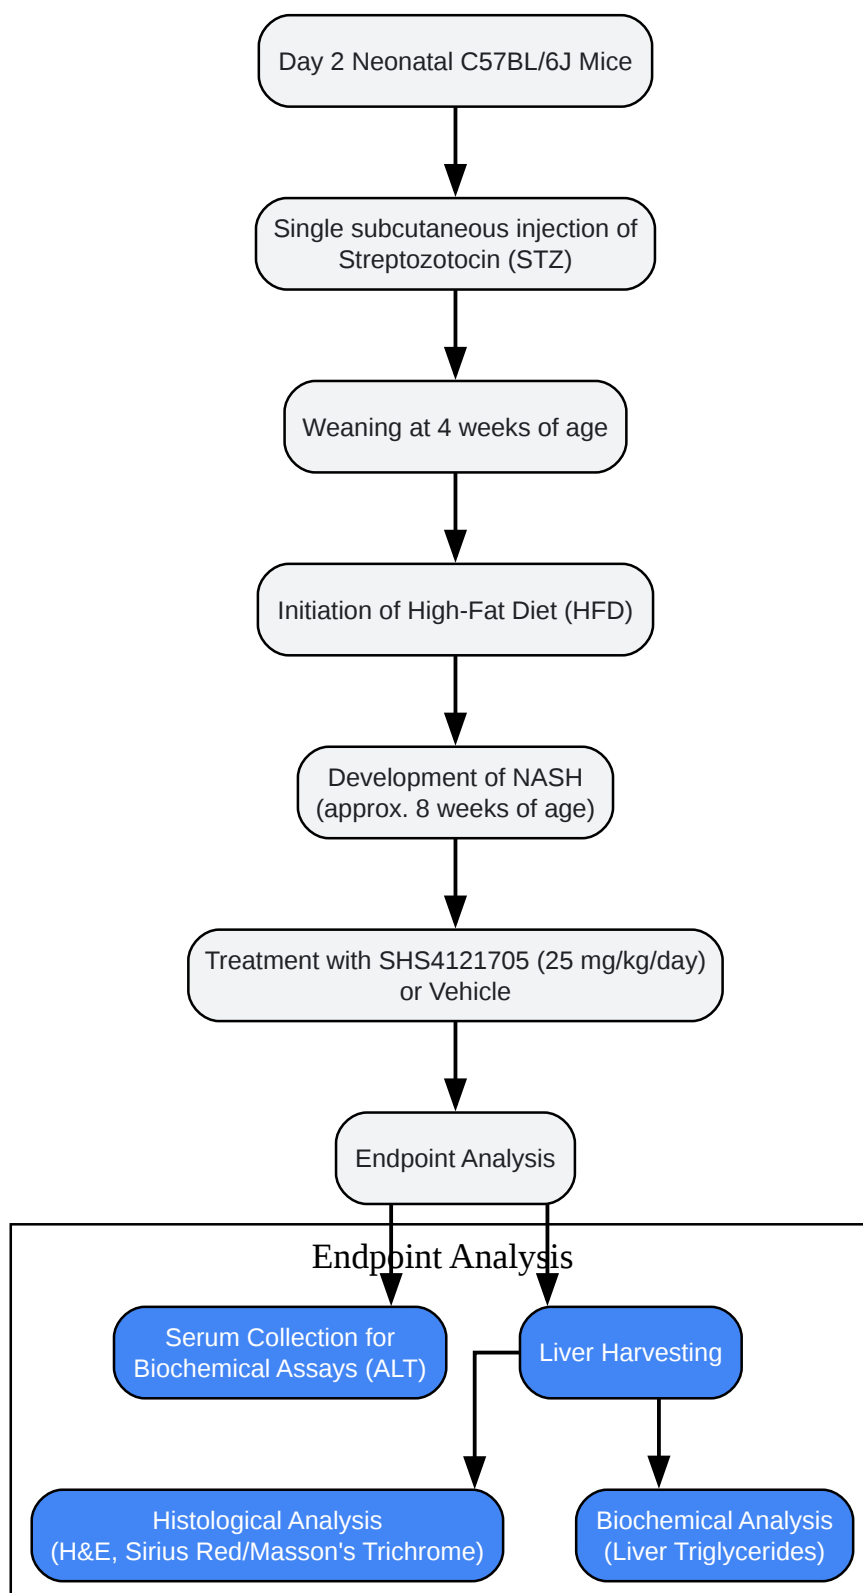 Day 2 Neonatal C57BL/6J Mice
Single subcutaneous injection of
Streptozotocin (STZ)
Weaning at 4 weeks of age
Initiation of High-Fat Diet (HFD)
Development of NASH
(approx. 8 weeks of age)
Treatment with SHS4121705 (25 mg/kg/day)
or Vehicle
Endpoint Analysis
Endpoint Analysis
Serum Collection for
Biochemical Assays (ALT)
Liver Harvesting
Histological Analysis
(H&E, Sirius Red/Masson's Trichrome)
Biochemical Analysis
(Liver Triglycerides)